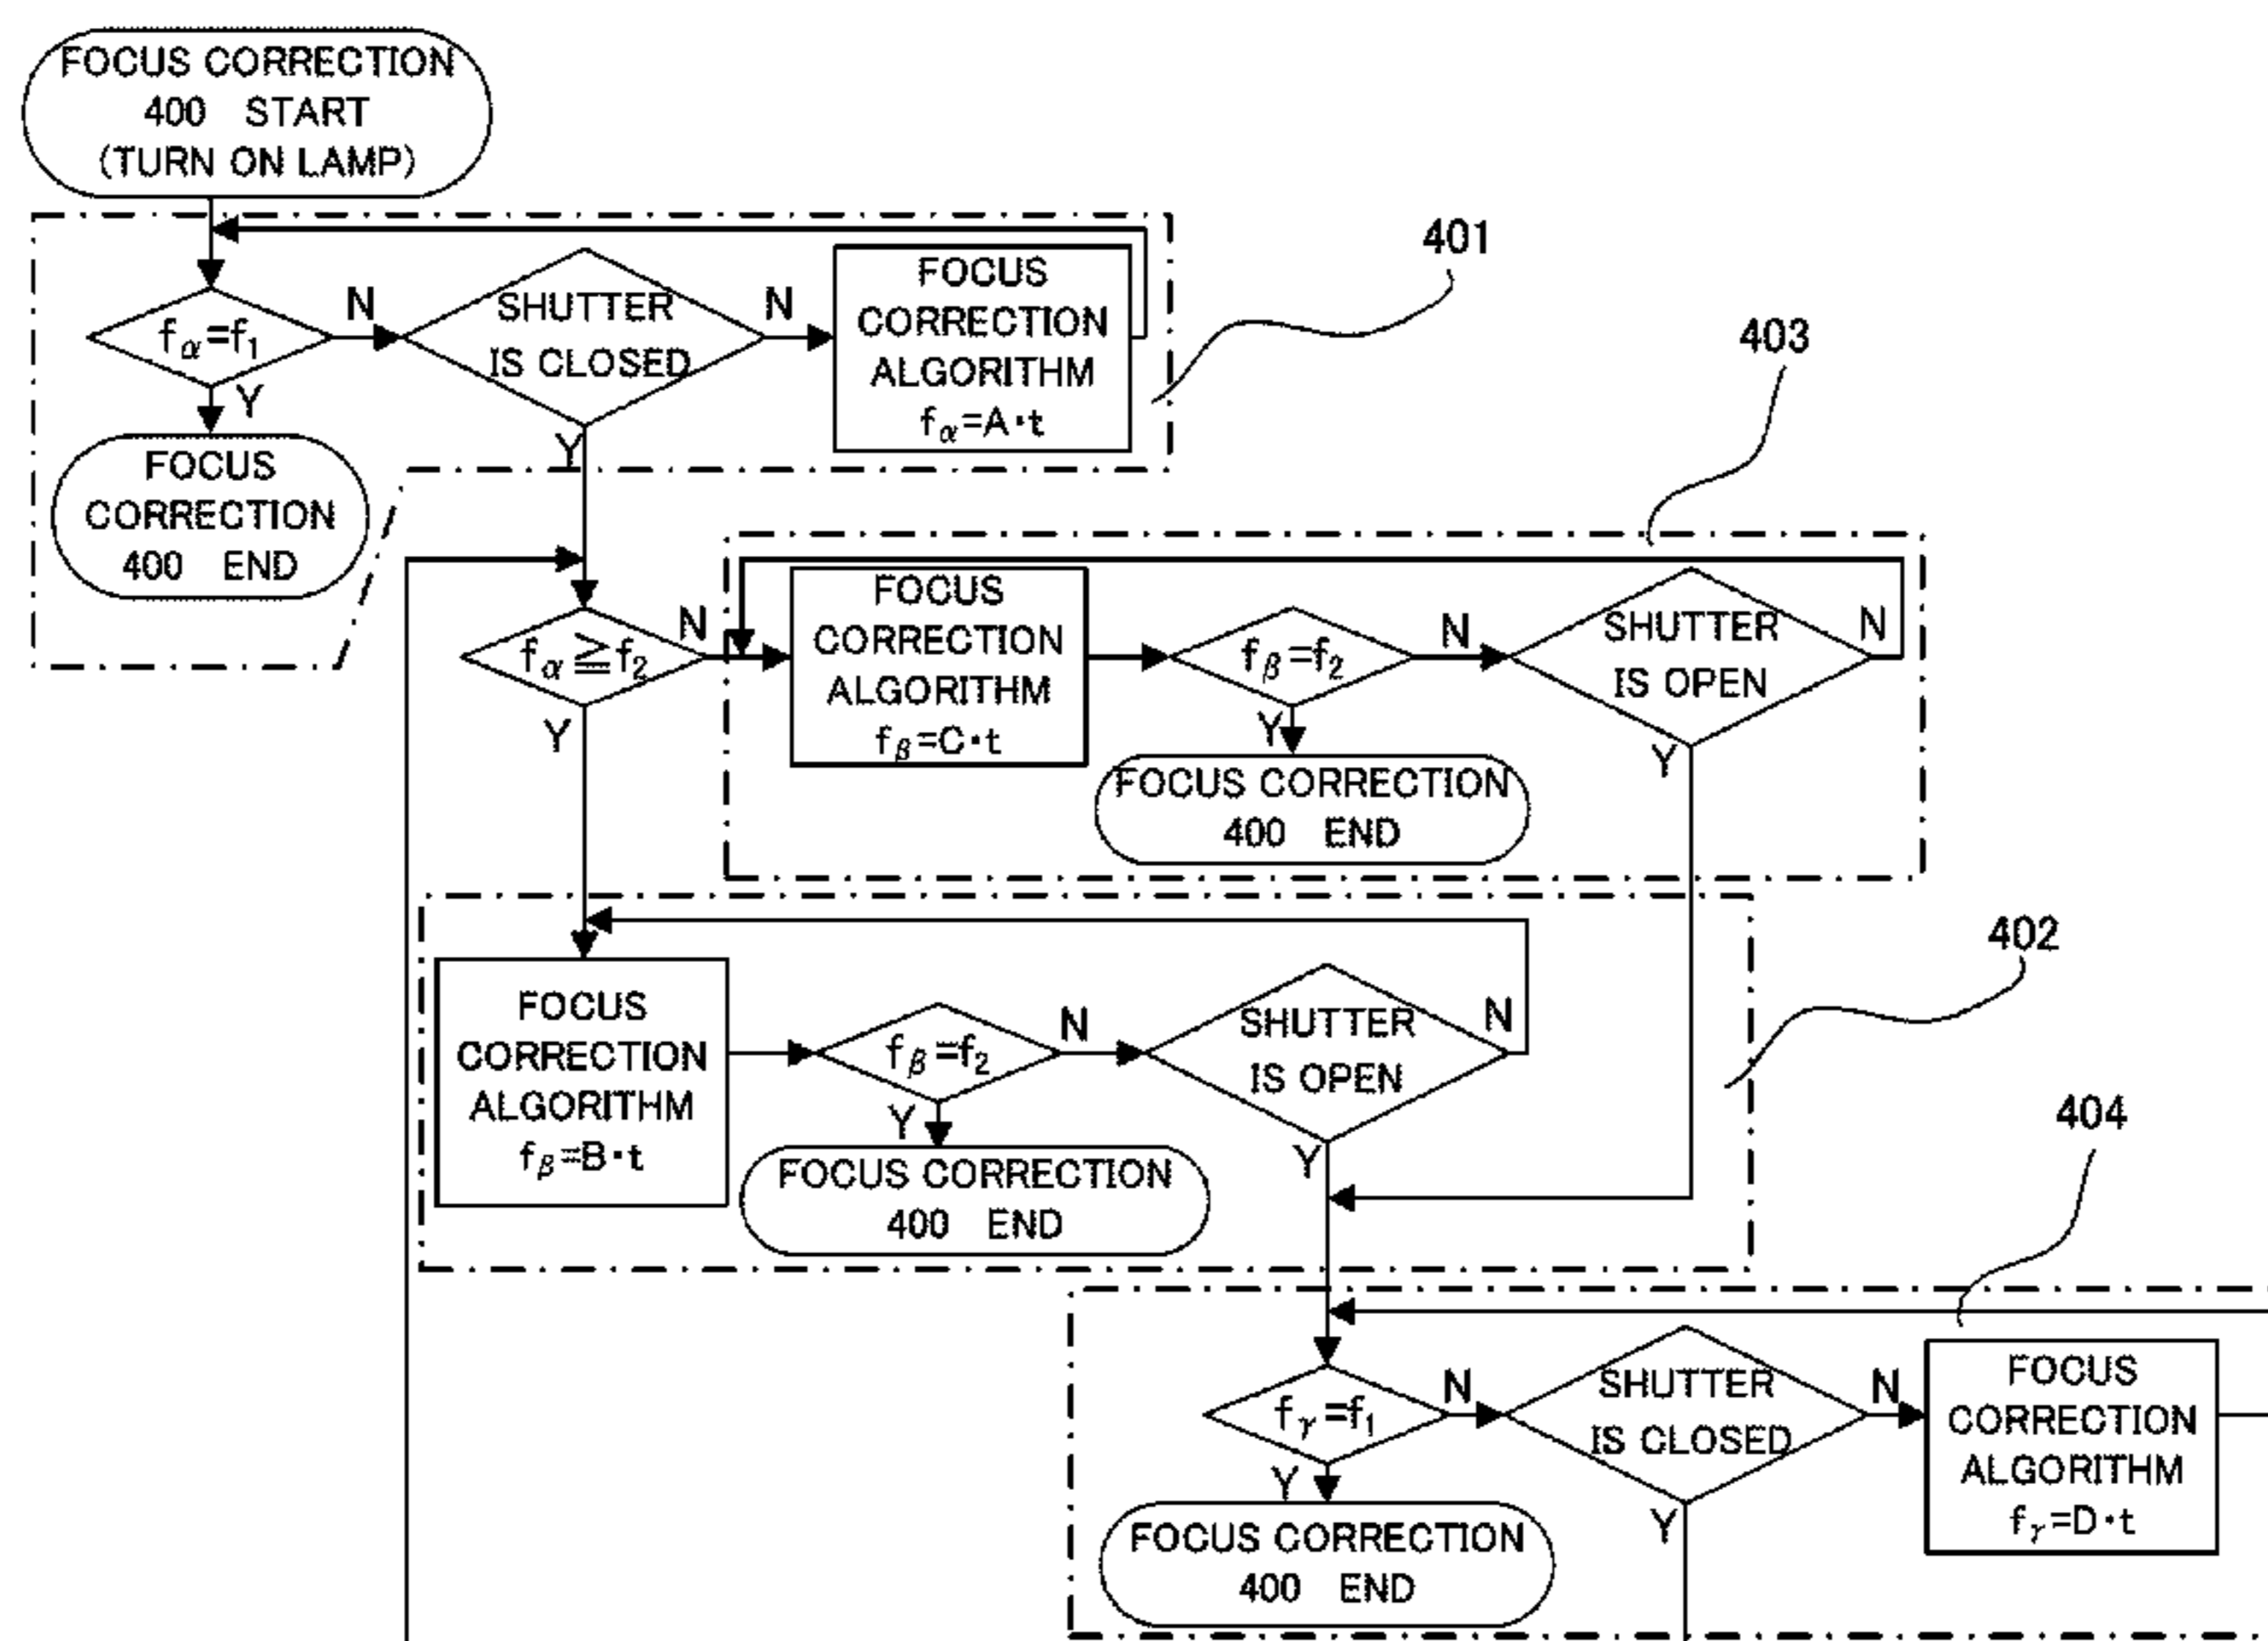 FOCUS CORRECTION
400 START
(TURN ON LAMP)
401
fα=f1
N
SHUTTER
IS CLOSED
N
FOCUS
CORRECTION
ALGORITHM
fα=A・t
Y
Y
FOCUS
CORRECTION
400 END
403
fα≧f2
N
FOCUS
CORRECTION
ALGORITHM
fβ=C・t
fβ=f2
N
SHUTTER
IS OPEN
N
Y
Y
Y
FOCUS CORRECTION
400 END
402
FOCUS
CORRECTION
ALGORITHM
fβ=B・t
fβ=f2
N
SHUTTER
IS OPEN
N
Y
Y
FOCUS CORRECTION
400 END
404
fγ=f1
N
SHUTTER
IS CLOSED
N
FOCUS
CORRECTION
ALGORITHM
fγ=D・t
Y
Y
FOCUS CORRECTION
400 END